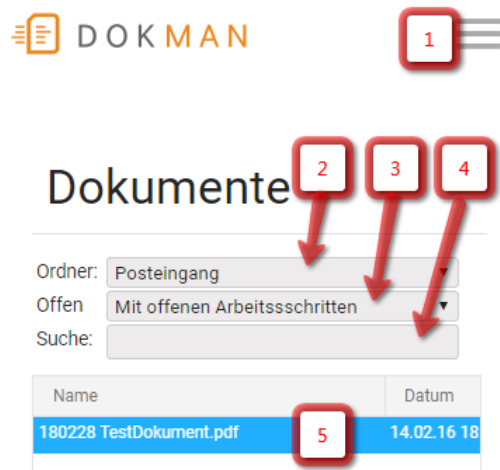 DOKMAN
1
Dokumente
2
3
4
Ordner: Posteingang
Offen Mit offenen Arbeitssschritten
Suche:
Name Datum
180228 TestDokument.pdf 5 14.02.16 18